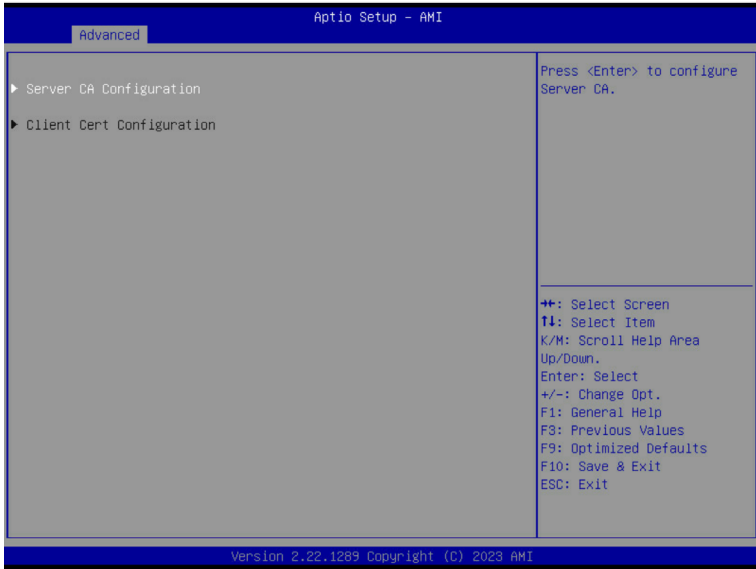 Aptio Setup – AMI
Advanced
▶ Server CA Configuration
▶ Client Cert Configuration
Press <Enter> to configure
Server CA.
→←: Select Screen
↑↓: Select Item
K/M: Scroll Help Area
Up/Down.
Enter: Select
+/-: Change Opt.
F1: General Help
F3: Previous Values
F9: Optimized Defaults
F10: Save & Exit
ESC: Exit
Version 2.22.1289 Copyright (C) 2023 AMI